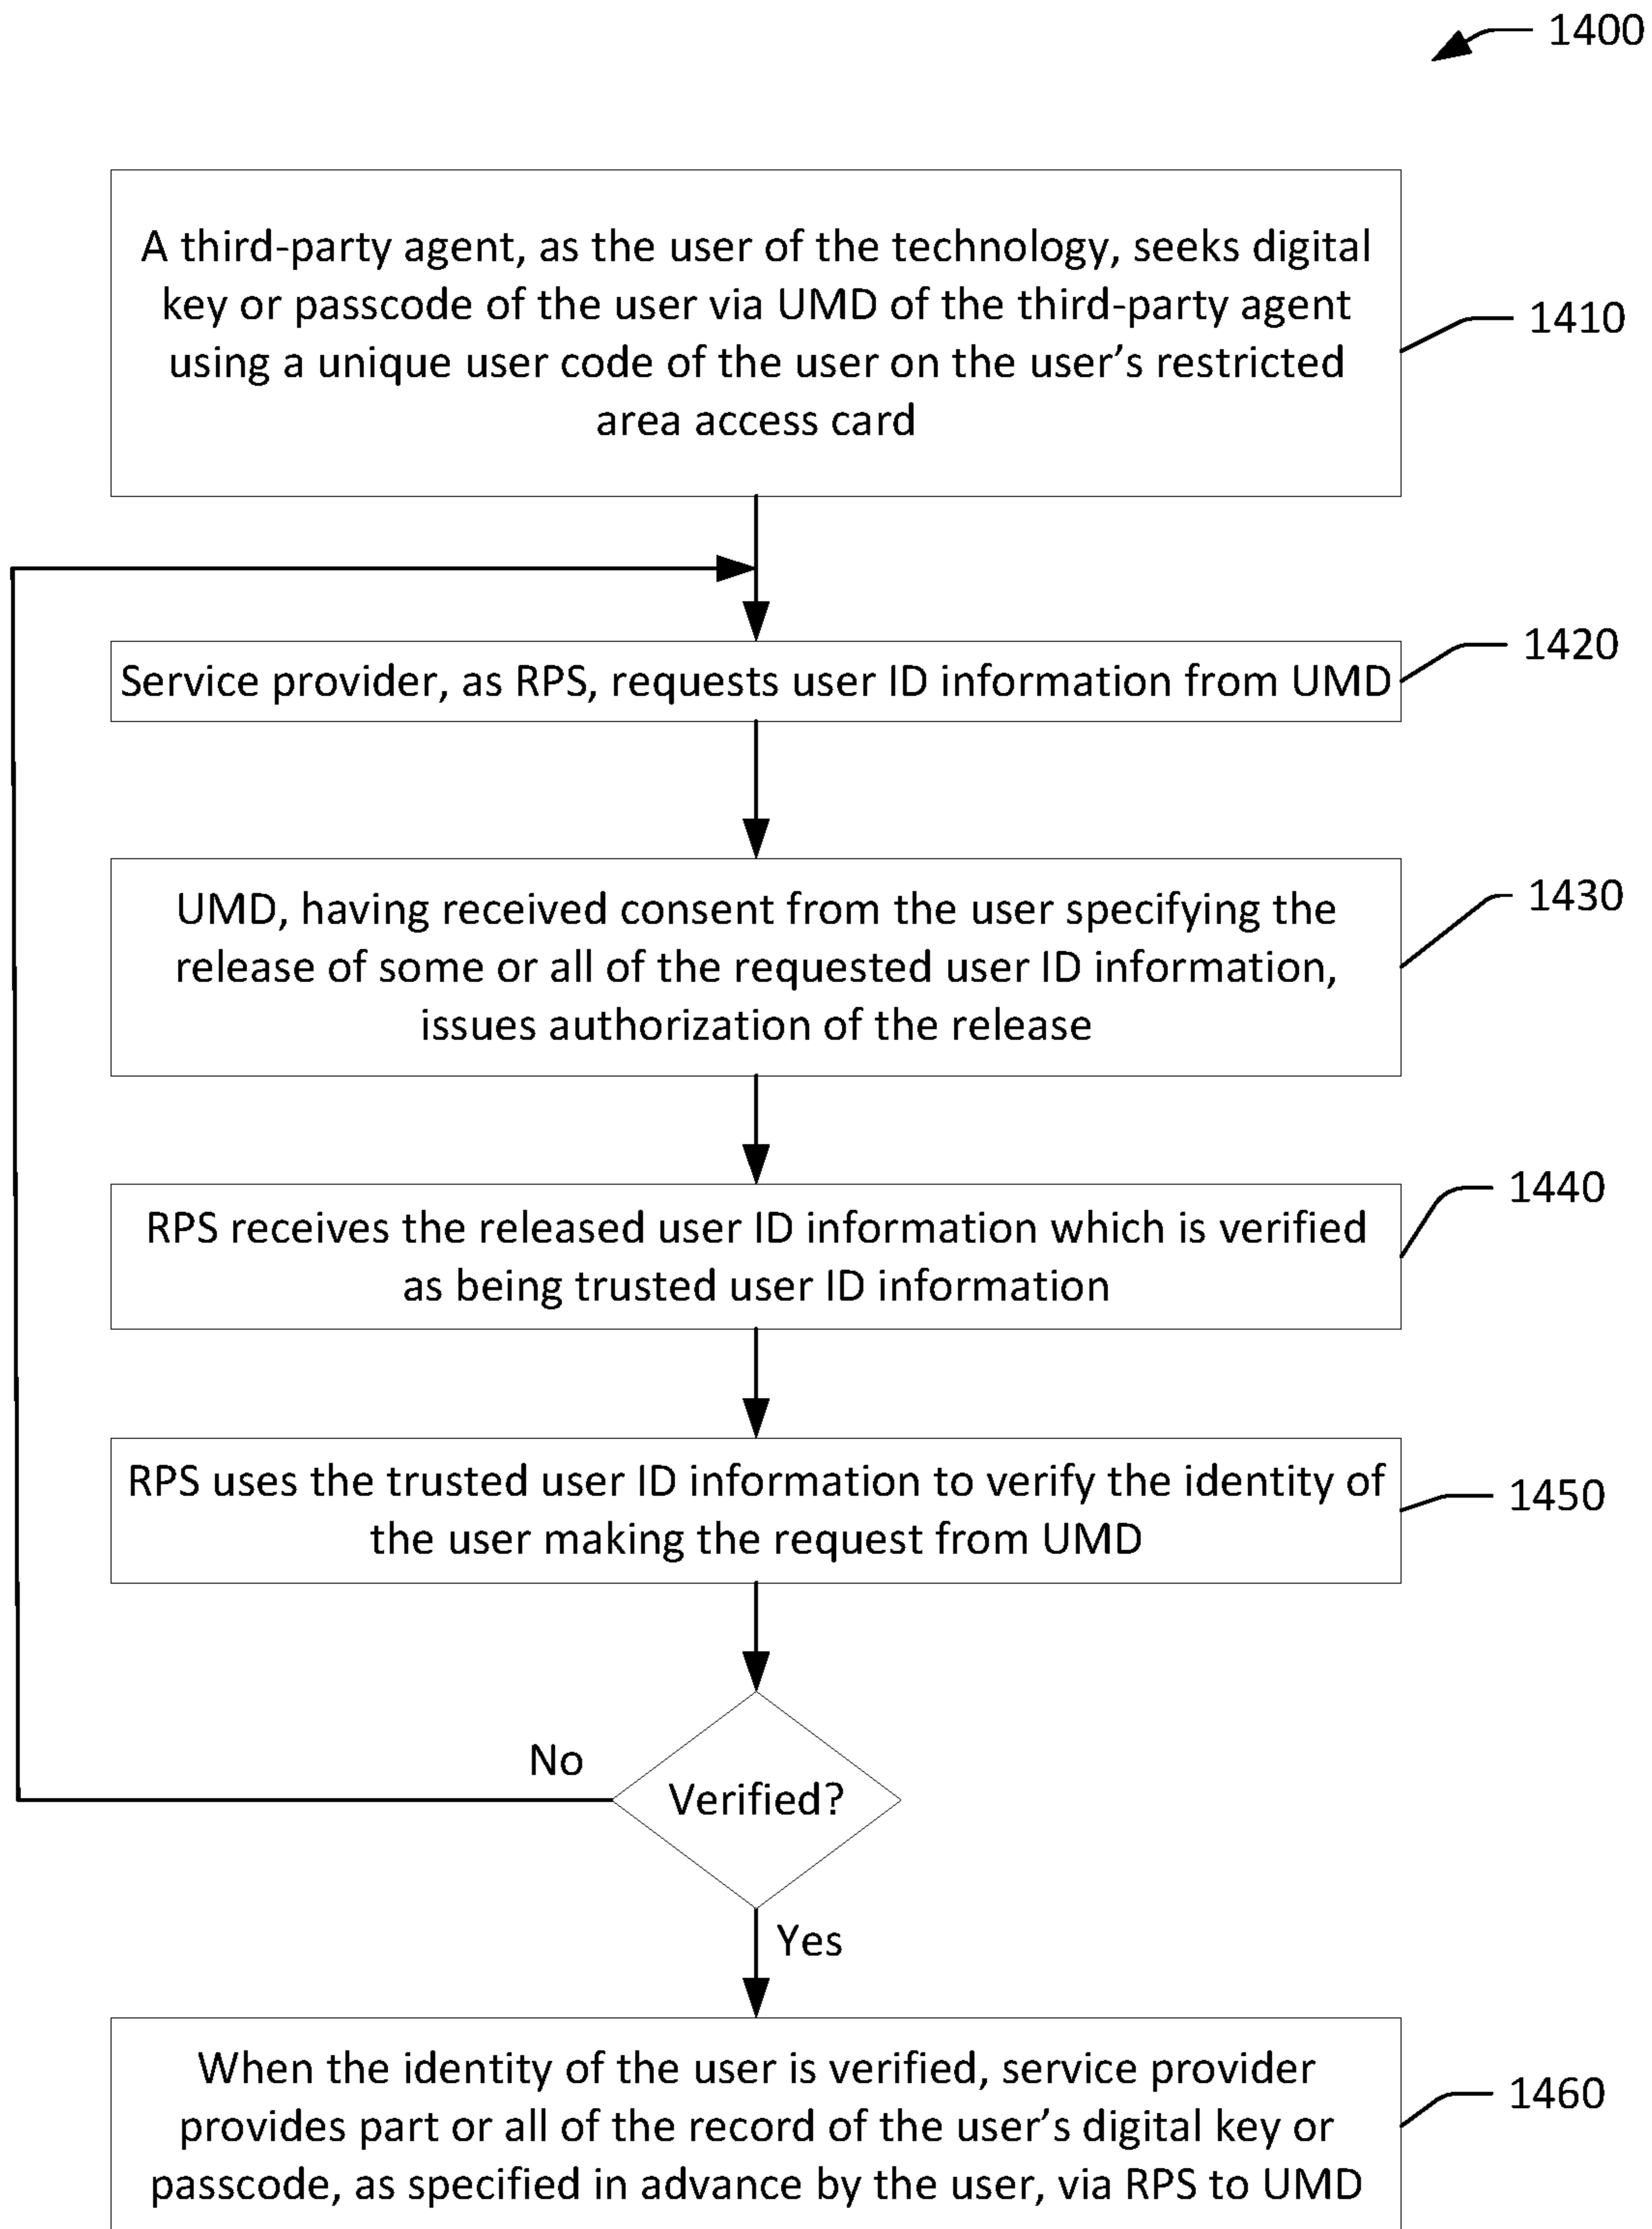 1400
A third-party agent, as the user of the technology, seeks digital
key or passcode of the user via UMD of the third-party agent
using a unique user code of the user on the user’s restricted
area access card
1410
Service provider, as RPS, requests user ID information from UMD
1420
UMD, having received consent from the user specifying the
release of some or all of the requested user ID information,
issues authorization of the release
1430
RPS receives the released user ID information which is verified
as being trusted user ID information
1440
RPS uses the trusted user ID information to verify the identity of
the user making the request from UMD
1450
No
Verified?
Yes
When the identity of the user is verified, service provider
provides part or all of the record of the user’s digital key or
passcode, as specified in advance by the user, via RPS to UMD
1460